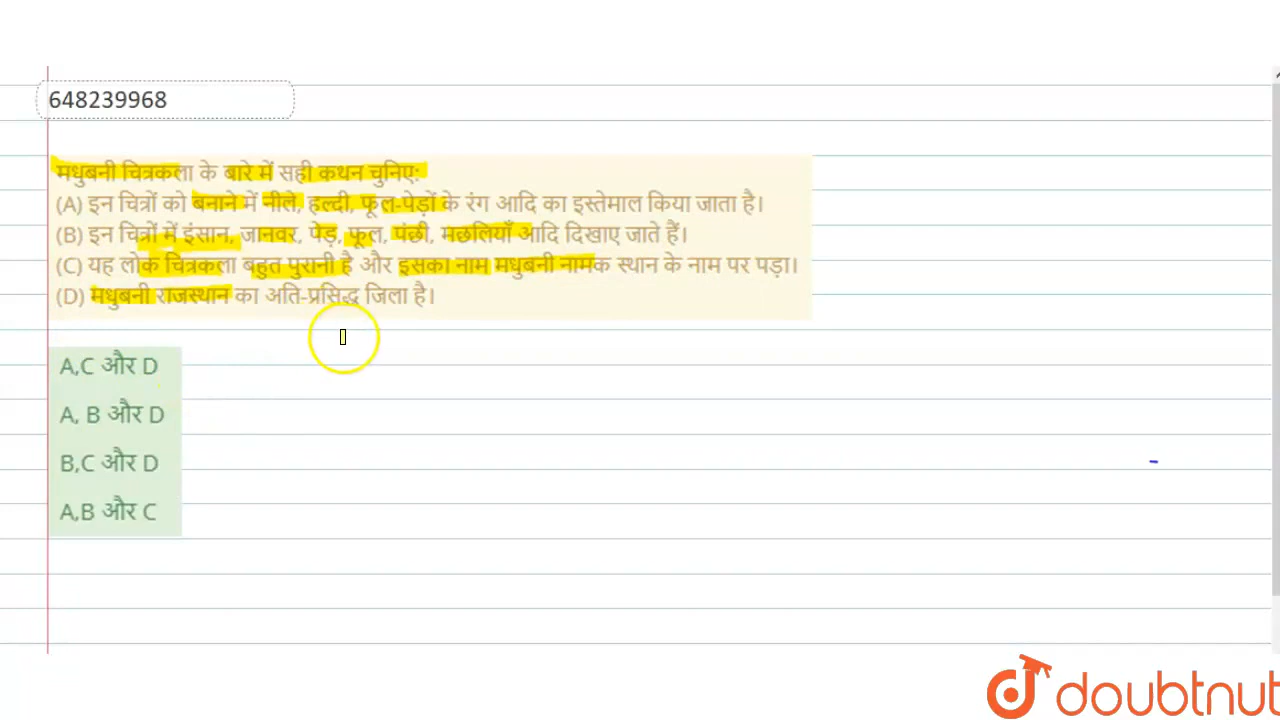 648239968
मधुबनी चित्रकला के बारे में सही कथन चुनिए:
(A) इन चित्रों को बनाने में नीले, हल्दी, फूल-पेड़ों के रंग आदि का इस्तेमाल किया जाता है।
(B) इन चित्रों में इंसान, जानवर, पेड़, फूल, पंछी, मछलियाँ आदि दिखाए जाते हैं।
(C) यह लोक चित्रकला बहुत पुरानी है और इसका नाम मधुबनी नामक स्थान के नाम पर पड़ा।
(D) मधुबनी राजस्थान का अति-प्रसिद्ध जिला है।
A,C और D
A, B और D
B,C और D
A,B और C
doubtnut